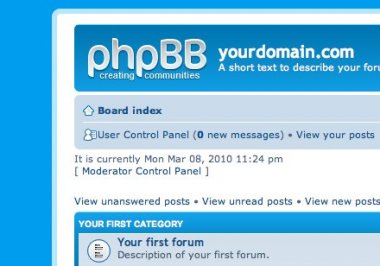 phpBB
creating communities
yourdomain.com
A short text to describe your
Board index
User Control Panel (0 new messages) • View your posts
It is currently Mon Mar 08, 2010 11:24 pm
[ Moderator Control Panel ]
View unanswered posts • View unread posts • View new posts
YOUR FIRST CATEGORY
Your first forum
Description of your first forum.